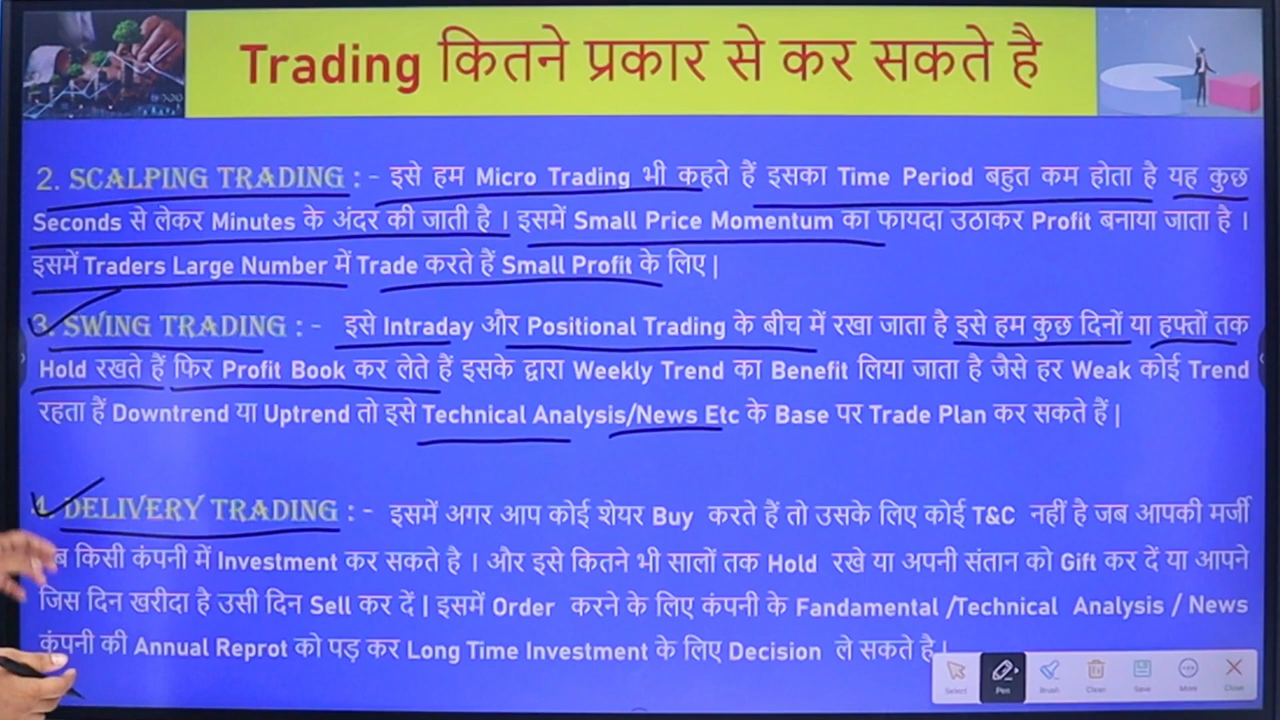 Trading कितने प्रकार से कर सकते है
2. SCALPING TRADING : - इसे हम Micro Trading भी कहते हैं इसका Time Period बहुत कम होता है यह कुछ
Seconds से लेकर Minutes के अंदर की जाती है । इसमें Small Price Momentum का फायदा उठाकर Profit बनाया जाता है ।
इसमें Traders Large Number में Trade करते हैं Small Profit के लिए |
3. SWING TRADING : - इसे Intraday और Positional Trading के बीच में रखा जाता है इसे हम कुछ दिनों या हफ्तों तक
Hold रखते हैं फिर Profit Book कर लेते हैं इसके द्वारा Weekly Trend का Benefit लिया जाता है जैसे हर Weak कोई Trend
रहता हैं Downtrend या Uptrend तो इसे Technical Analysis/News Etc के Base पर Trade Plan कर सकते हैं |
4. DELIVERY TRADING : - इसमें अगर आप कोई शेयर Buy करते हैं तो उसके लिए कोई T&C नहीं है जब आपकी मर्जी
किसी कंपनी में Investment कर सकते है । और इसे कितने भी सालों तक Hold रखे या अपनी संतान को Gift कर दें या आपने
जिस दिन खरीदा है उसी दिन Sell कर दें | इसमें Order करने के लिए कंपनी के Fandamental /Technical Analysis / News
कंपनी की Annual Reprot को पड़ कर Long Time Investment के लिए Decision ले सकते है |
Select Pen Brush Clean Save More Close